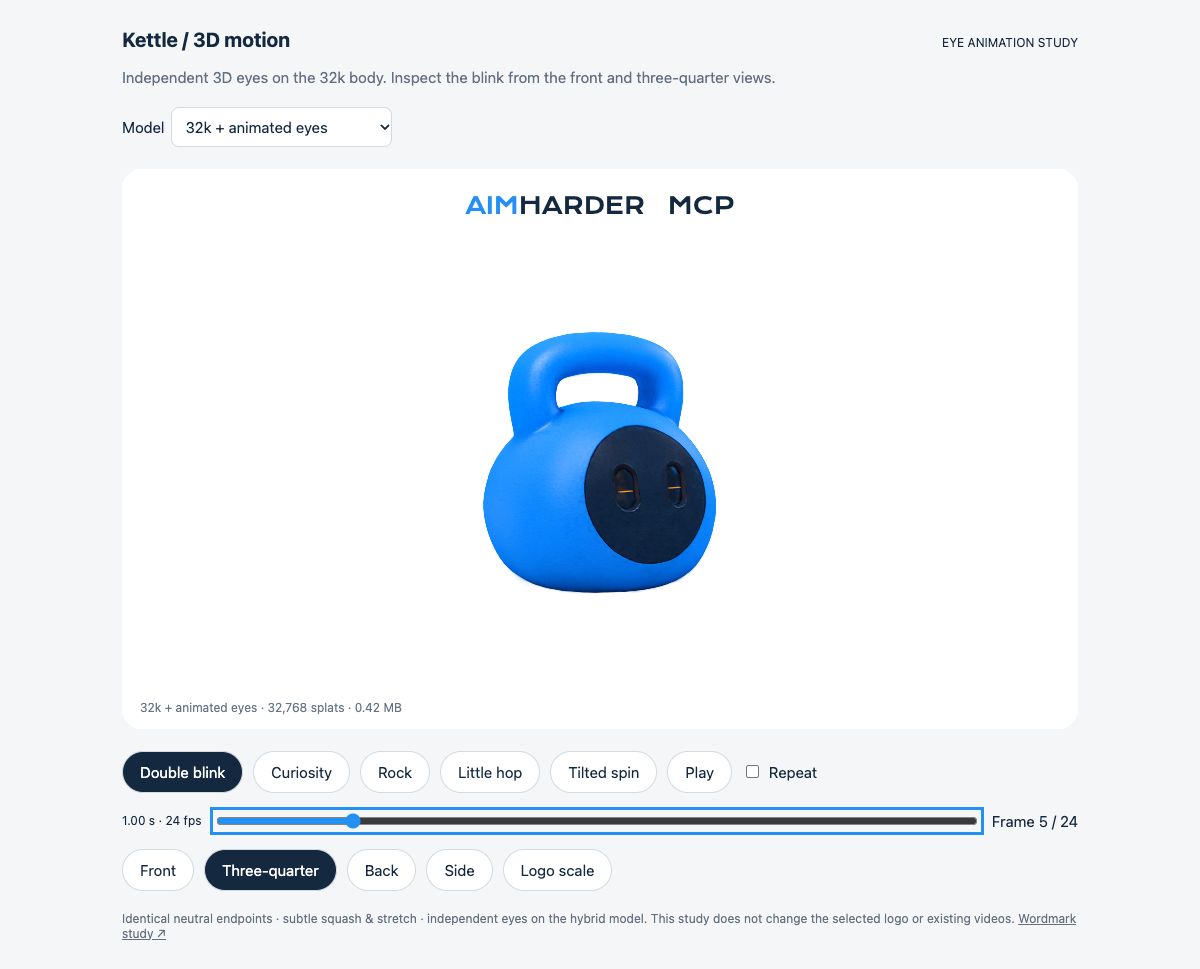 Kettle / 3D motion
EYE ANIMATION STUDY
Independent 3D eyes on the 32k body. Inspect the blink from the front and three-quarter views.
Model 32k + animated eyes
AIMHARDER MCP
32k + animated eyes · 32,768 splats · 0.42 MB
Double blink Curiosity Rock Little hop Tilted spin Play Repeat
1.00 s · 24 fps Frame 5 / 24
Front Three-quarter Back Side Logo scale
Identical neutral endpoints · subtle squash & stretch · independent eyes on the hybrid model. This study does not change the selected logo or existing videos. Wordmark
study ↗